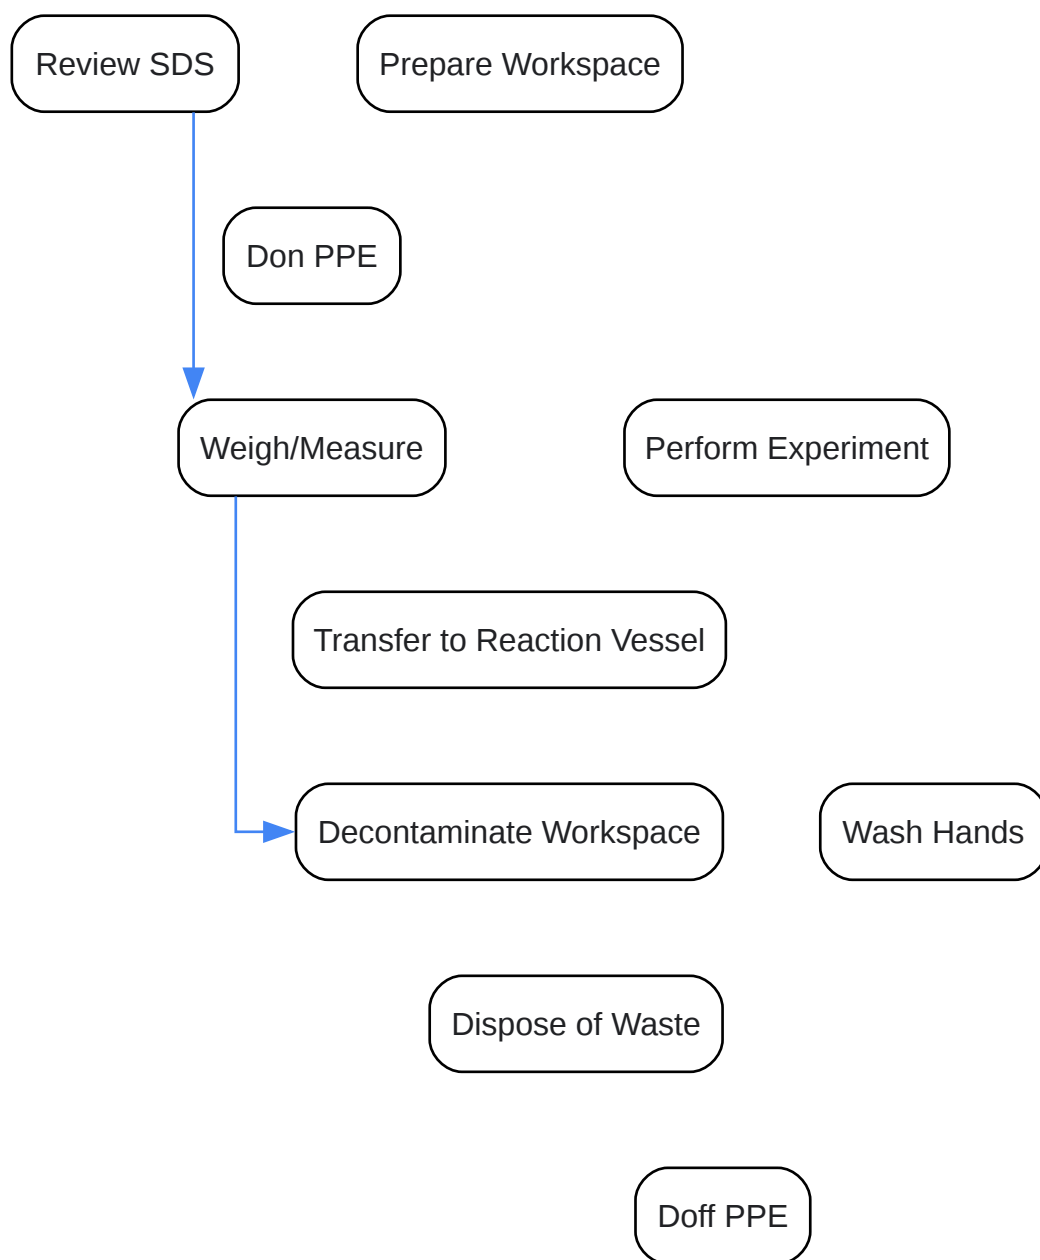 Review SDS
Prepare Workspace
Don PPE
Weigh/Measure
Perform Experiment
Transfer to Reaction Vessel
Decontaminate Workspace
Wash Hands
Dispose of Waste
Doff PPE